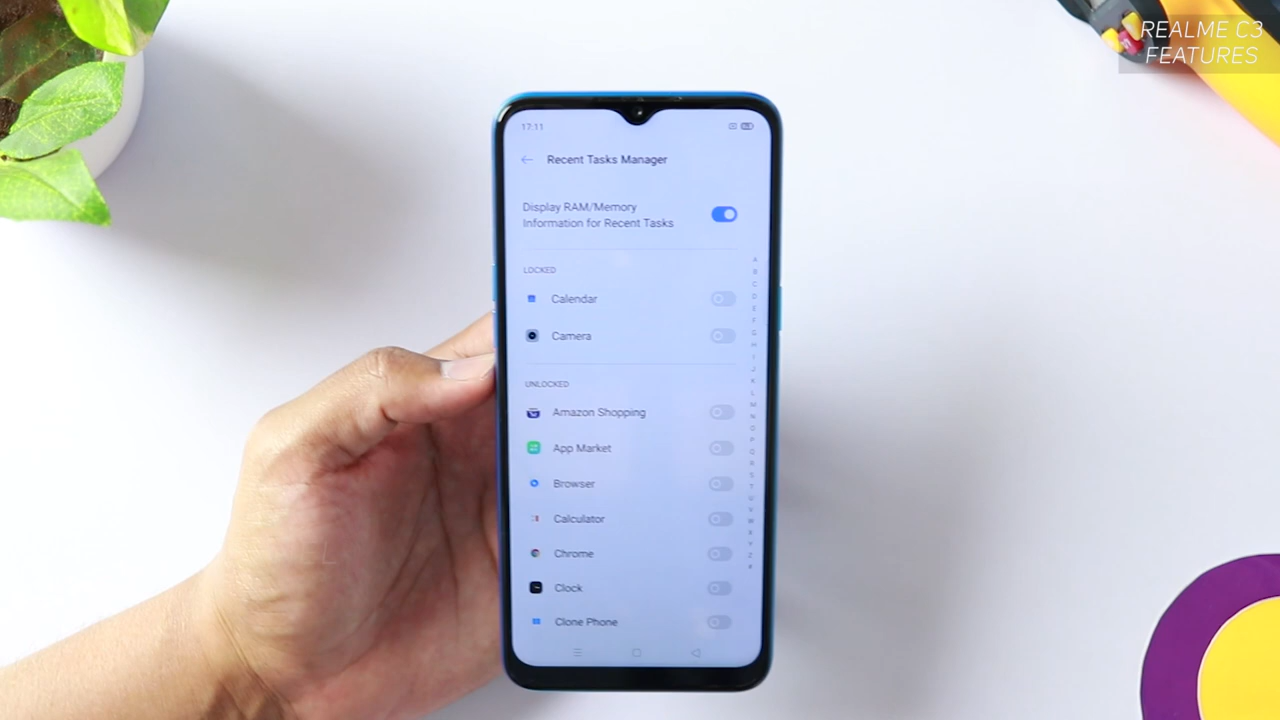 REALME C3
FEATURES
17:11
Recent Tasks Manager
Display RAM/Memory
Information for Recent Tasks
LOCKED
Calendar
Camera
UNLOCKED
Amazon Shopping
App Market
Browser
Calculator
Chrome
Clock
Clone Phone